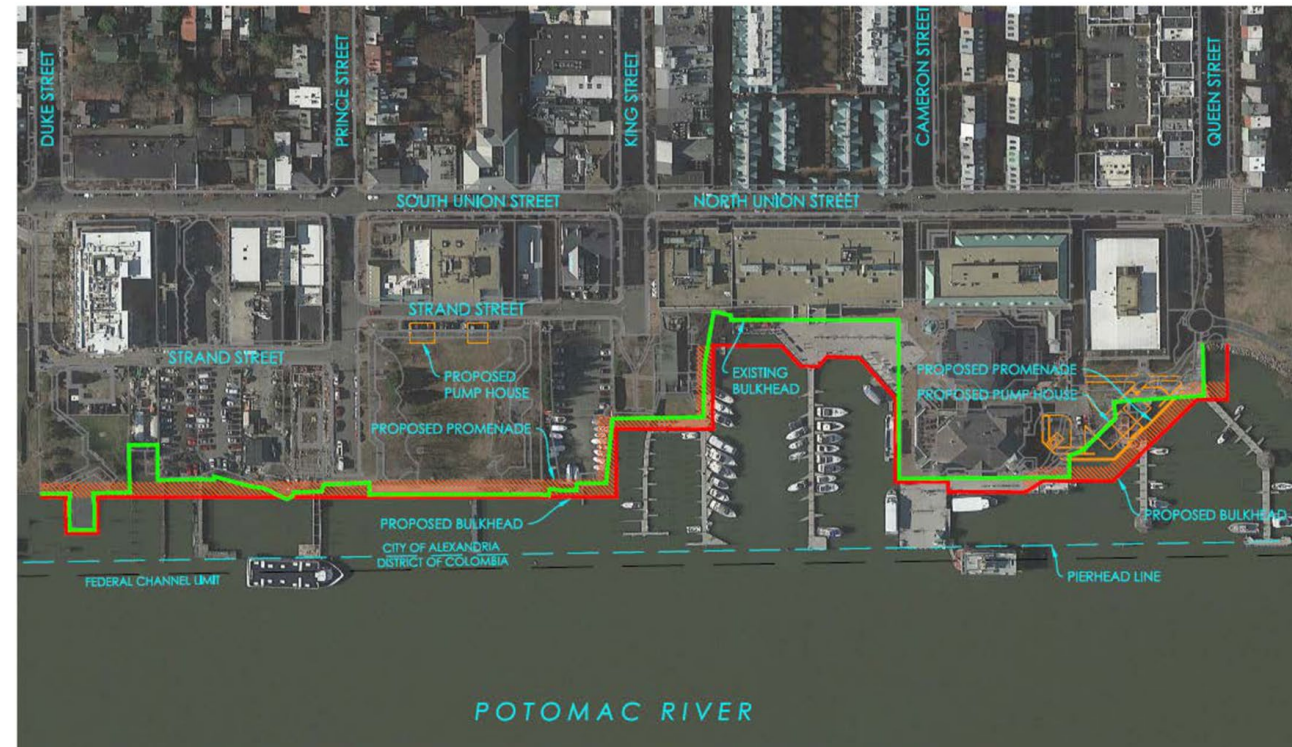 DUKE STREET
PRINCE STREET
KING STREET
CAMERON STREET
QUEEN STREET
SOUTH UNION STREET
NORTH UNION STREET
STRAND STREET
STRAND STREET
PROPOSED
PUMP HOUSE
EXISTING
BULKHEAD
PROPOSED PROMENADE
PROPOSED PUMP HOUSE
PROPOSED PROMENADE
PROPOSED BULKHEAD
PROPOSED BULKHEAD
CITY OF ALEXANDRIA
DISTRICT OF COLOMBIA
FEDERAL CHANNEL LIMIT
PIERHEAD LINE
POTOMAC RIVER